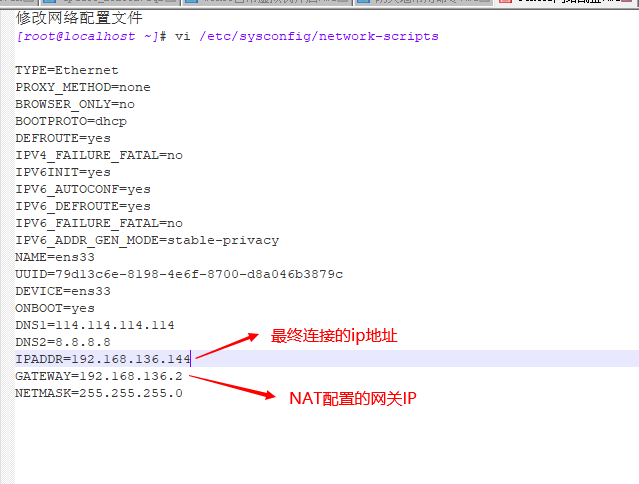 修改网络配置文件
[root@localhost ~]# vi /etc/sysconfig/network-scripts
TYPE=Ethernet
PROXY_METHOD=none
BROWSER_ONLY=no
BOOTPROTO=dhcp
DEFROUTE=yes
IPV4_FAILURE_FATAL=no
IPV6INIT=yes
IPV6_AUTOCONF=yes
IPV6_DEFROUTE=yes
IPV6_FAILURE_FATAL=no
IPV6_ADDR_GEN_MODE=stable-privacy
NAME=ens33
UUID=79d13c6e-8198-4e6f-8700-d8a046b3879c
DEVICE=ens33
ONBOOT=yes
DNS1=114.114.114.114
DNS2=8.8.8.8
最终连接的ip地址
IPADDR=192.168.136.144
GATEWAY=192.168.136.2
NETMASK=255.255.255.0
NAT配置的网关IP